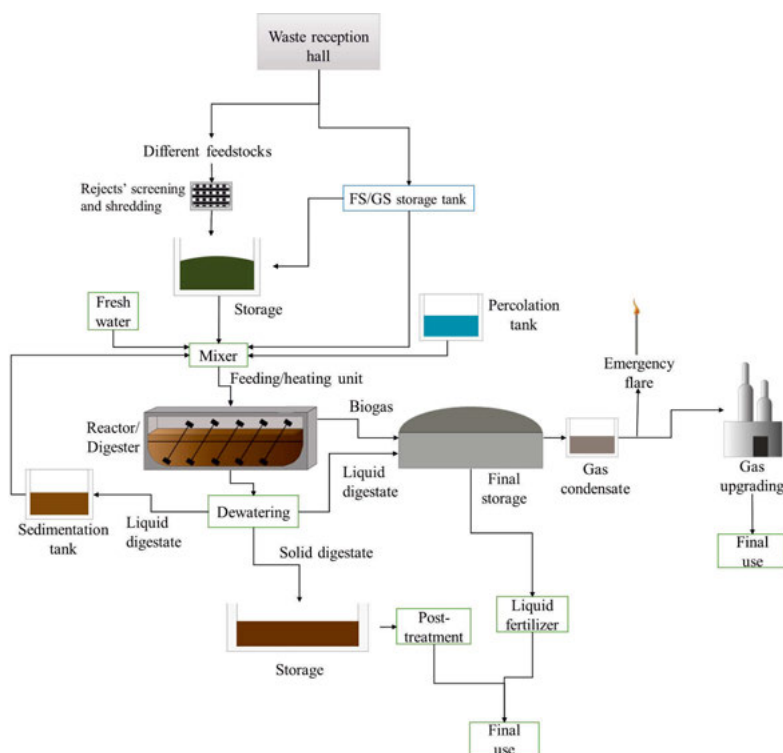 Waste reception
hall
Different feedstocks
Rejects' screening
and shredding
FS/GS storage tank
Storage
Fresh
water
Percolation
tank
Mixer
Emergency
flare
Feeding/heating unit
Biogas
Reactor/
Digester
Liquid
digestate
Final
storage
Gas
condensate
Gas
upgrading
Dewatering
Sedimentation
tank
Liquid
digestate
Final
use
Solid digestate
Post-
treatment
Liquid
fertilizer
Storage
Final
use